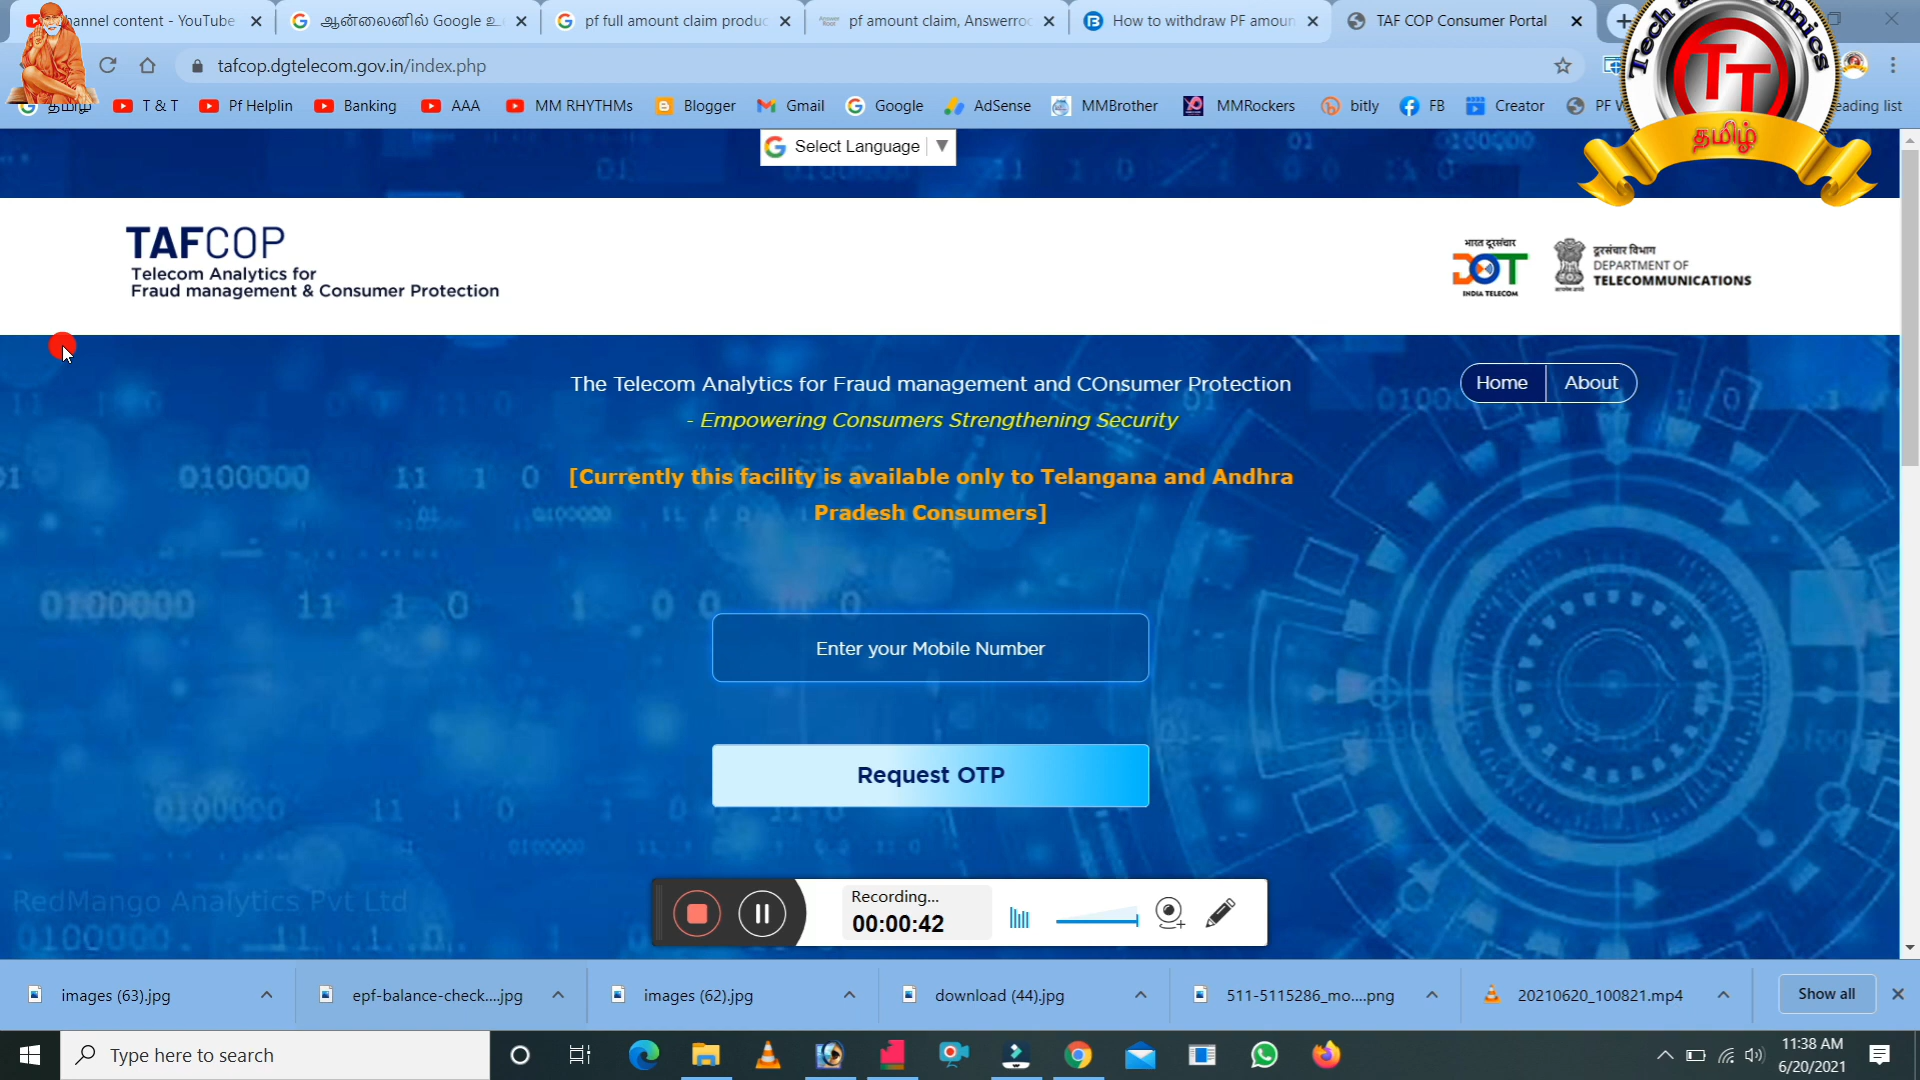 hannel content - YouTube
ஆன்லைனில் Google உ
pf full amount claim produc
pf amount claim, Answerroo
How to withdraw PF amoun
TAF COP Consumer Portal
Tech and Technics
TT
தமிழ்
tafcop.dgtelecom.gov.in/index.php
தமிழ்
T & T
Pf Helplin
Banking
AAA
MM RHYTHMs
Blogger
Gmail
Google
AdSense
MMBrother
MMRockers
bitly
FB
Creator
PF W
eading list
Select Language
TAFCOP
Telecom Analytics for
Fraud management & Consumer Protection
भारत दूरसंचार
DOT
INDIA TELECOM
दूरसंचार विभाग
DEPARTMENT OF
TELECOMMUNICATIONS
The Telecom Analytics for Fraud management and COnsumer Protection
- Empowering Consumers Strengthening Security
Home
About
[Currently this facility is available only to Telangana and Andhra
Pradesh Consumers]
Enter your Mobile Number
Request OTP
RedMango Analytics Pvt Ltd
Recording...
00:00:42
images (63).jpg
epf-balance-check....jpg
images (62).jpg
download (44).jpg
511-5115286_mo....png
20210620_100821.mp4
Show all
Type here to search
11:38 AM
6/20/2021